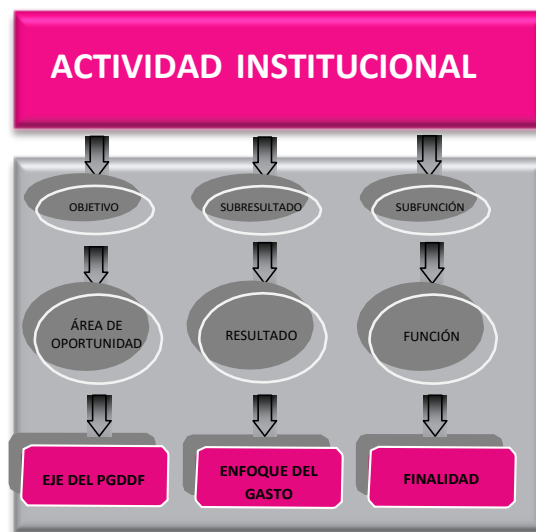 ACTIVIDAD INSTITUCIONAL
OBJETIVO
SUBRESULTADO
SUBFUNCIÓN
ÁREA DE
OPORTUNIDAD
RESULTADO
FUNCIÓN
EJE DEL PGDDF
ENFOQUE DEL
GASTO
FINALIDAD